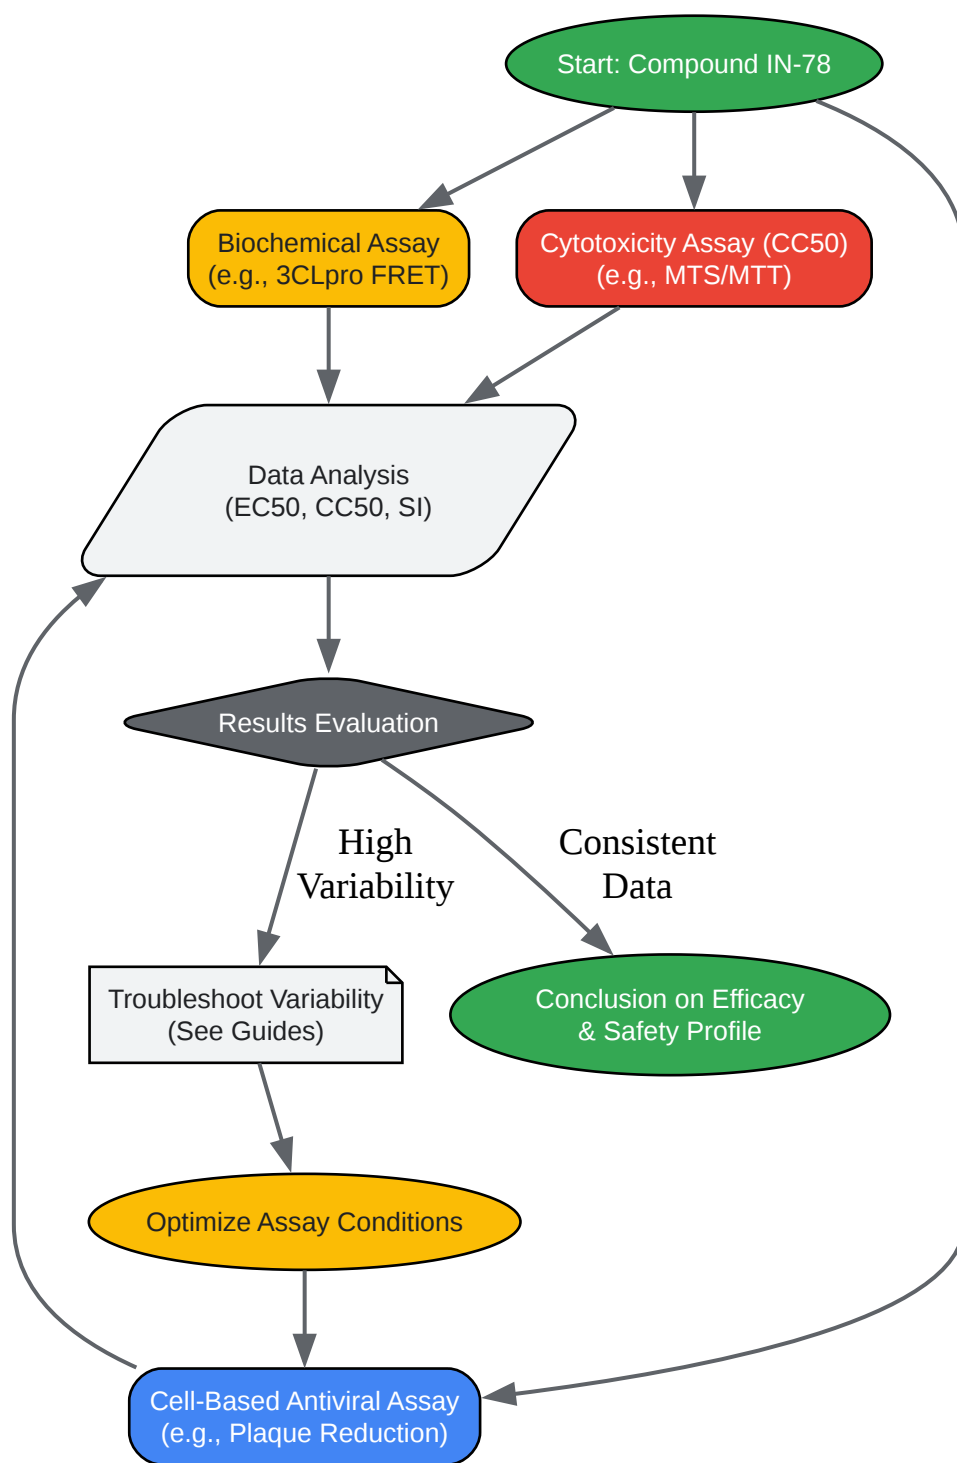 Start: Compound IN-78
Biochemical Assay
(e.g., 3CLpro FRET)
Cytotoxicity Assay (CC50)
(e.g., MTS/MTT)
Data Analysis
(EC50, CC50, SI)
Results Evaluation
High
Variability
Consistent
Data
Troubleshoot Variability
(See Guides)
Conclusion on Efficacy
& Safety Profile
Optimize Assay Conditions
Cell-Based Antiviral Assay
(e.g., Plaque Reduction)